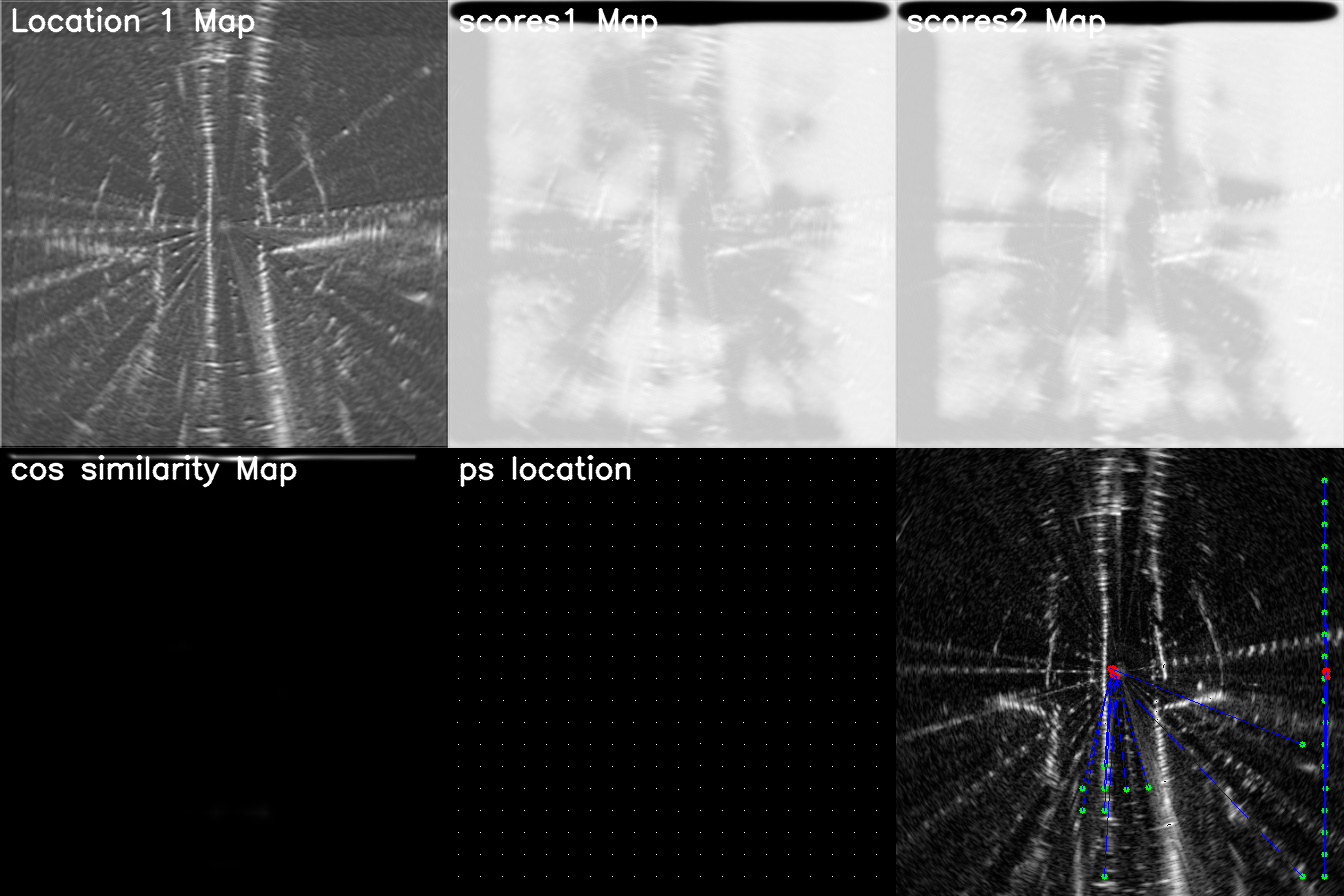 Location 1 Map
scores1 Map
scores2 Map
cos similarity Map
ps location